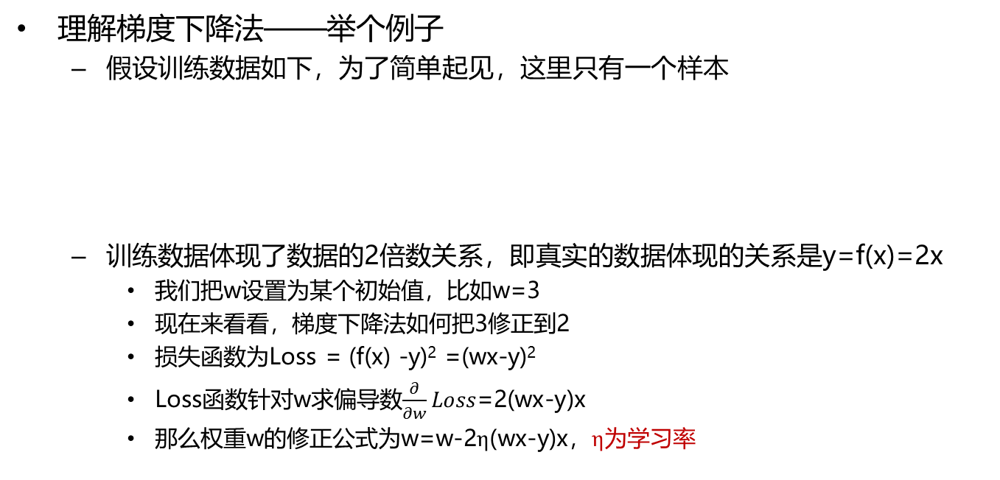 • 理解梯度下降法——举个例子
– 假设训练数据如下，为了简单起见，这里只有一个样本
– 训练数据体现了数据的2倍数关系，即真实的数据体现的关系是y=f(x)=2x
• 我们把w设置为某个初始值，比如w=3
• 现在来看看，梯度下降法如何把3修正到2
• 损失函数为Loss = (f(x) -y)² =(wx-y)²
• Loss函数针对w求偏导数∂/∂w Loss=2(wx-y)x
• 那么权重w的修正公式为w=w-2η(wx-y)x，η为学习率